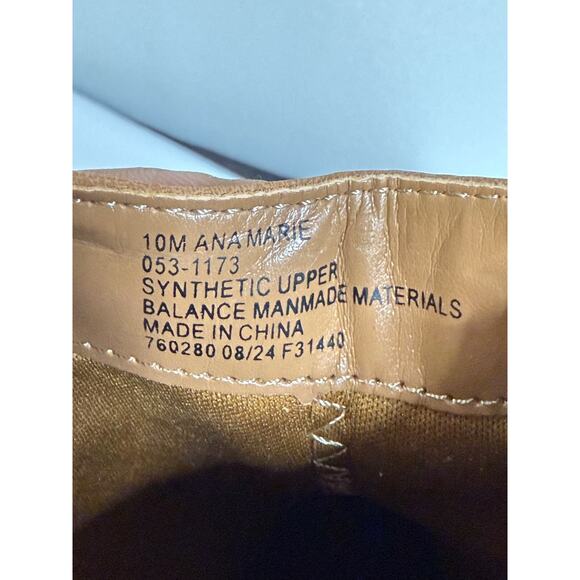 10M ANA MARIE
053-1173
SYNTHETIC UPPER
BALANCE MANMADE MATERIALS
MADE IN CHINA
760280 08/24 F31440